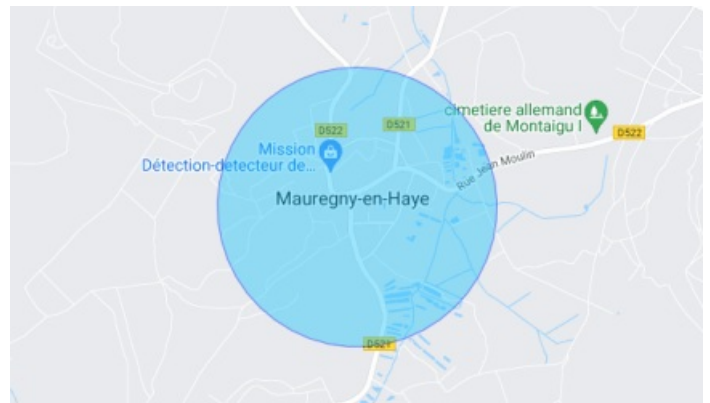 cimetiere allemand
de Montaigu I
D522
D521
D522
Mission
Détection-detecteur de...
Rue Jean Moulin
Mauregny-en-Haye
D521